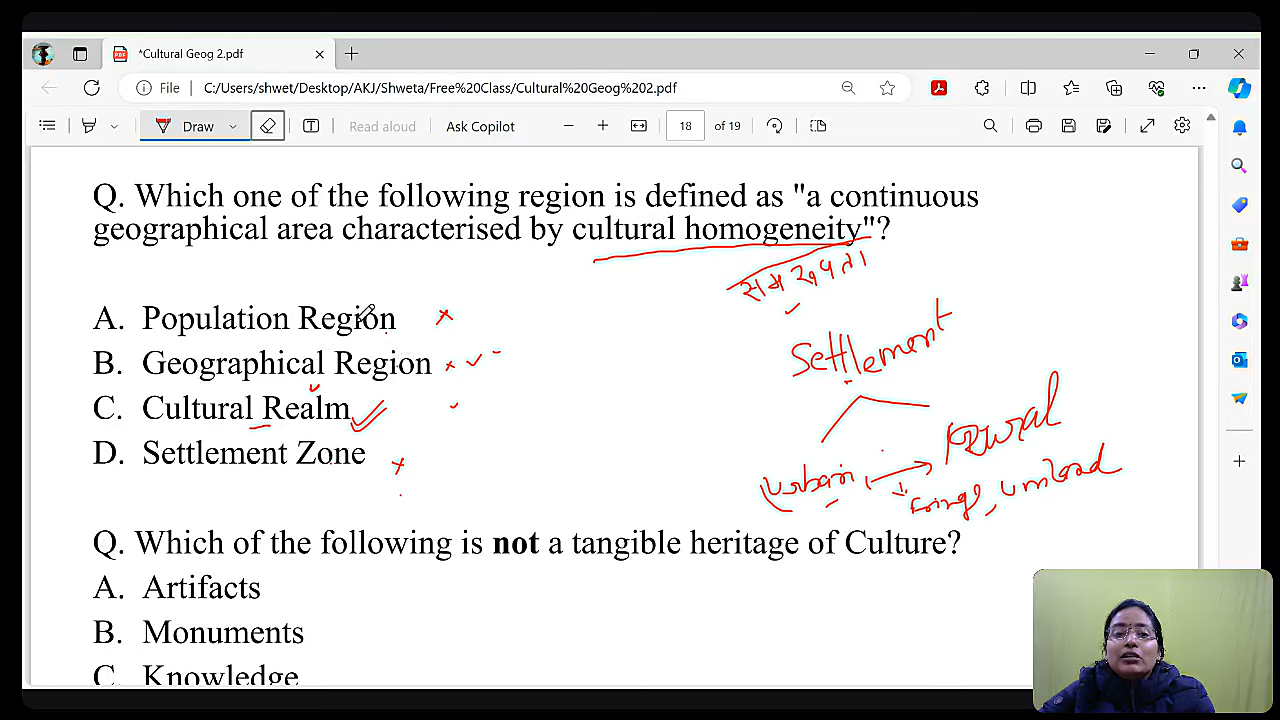 *Cultural Geog 2.pdf
File C:/Users/shwet/Desktop/AKJ/Shweta/Free%20Class/Cultural%20Geog%202.pdf
Draw Read aloud Ask Copilot 18 of 19
Q. Which one of the following region is defined as "a continuous
geographical area characterised by cultural homogeneity"?
समरूपता
A. Population Region
Settlement
B. Geographical Region
C. Cultural Realm
Rural
D. Settlement Zone
Urban
fringe, umland
Q. Which of the following is not a tangible heritage of Culture?
A. Artifacts
B. Monuments
C. Knowledge